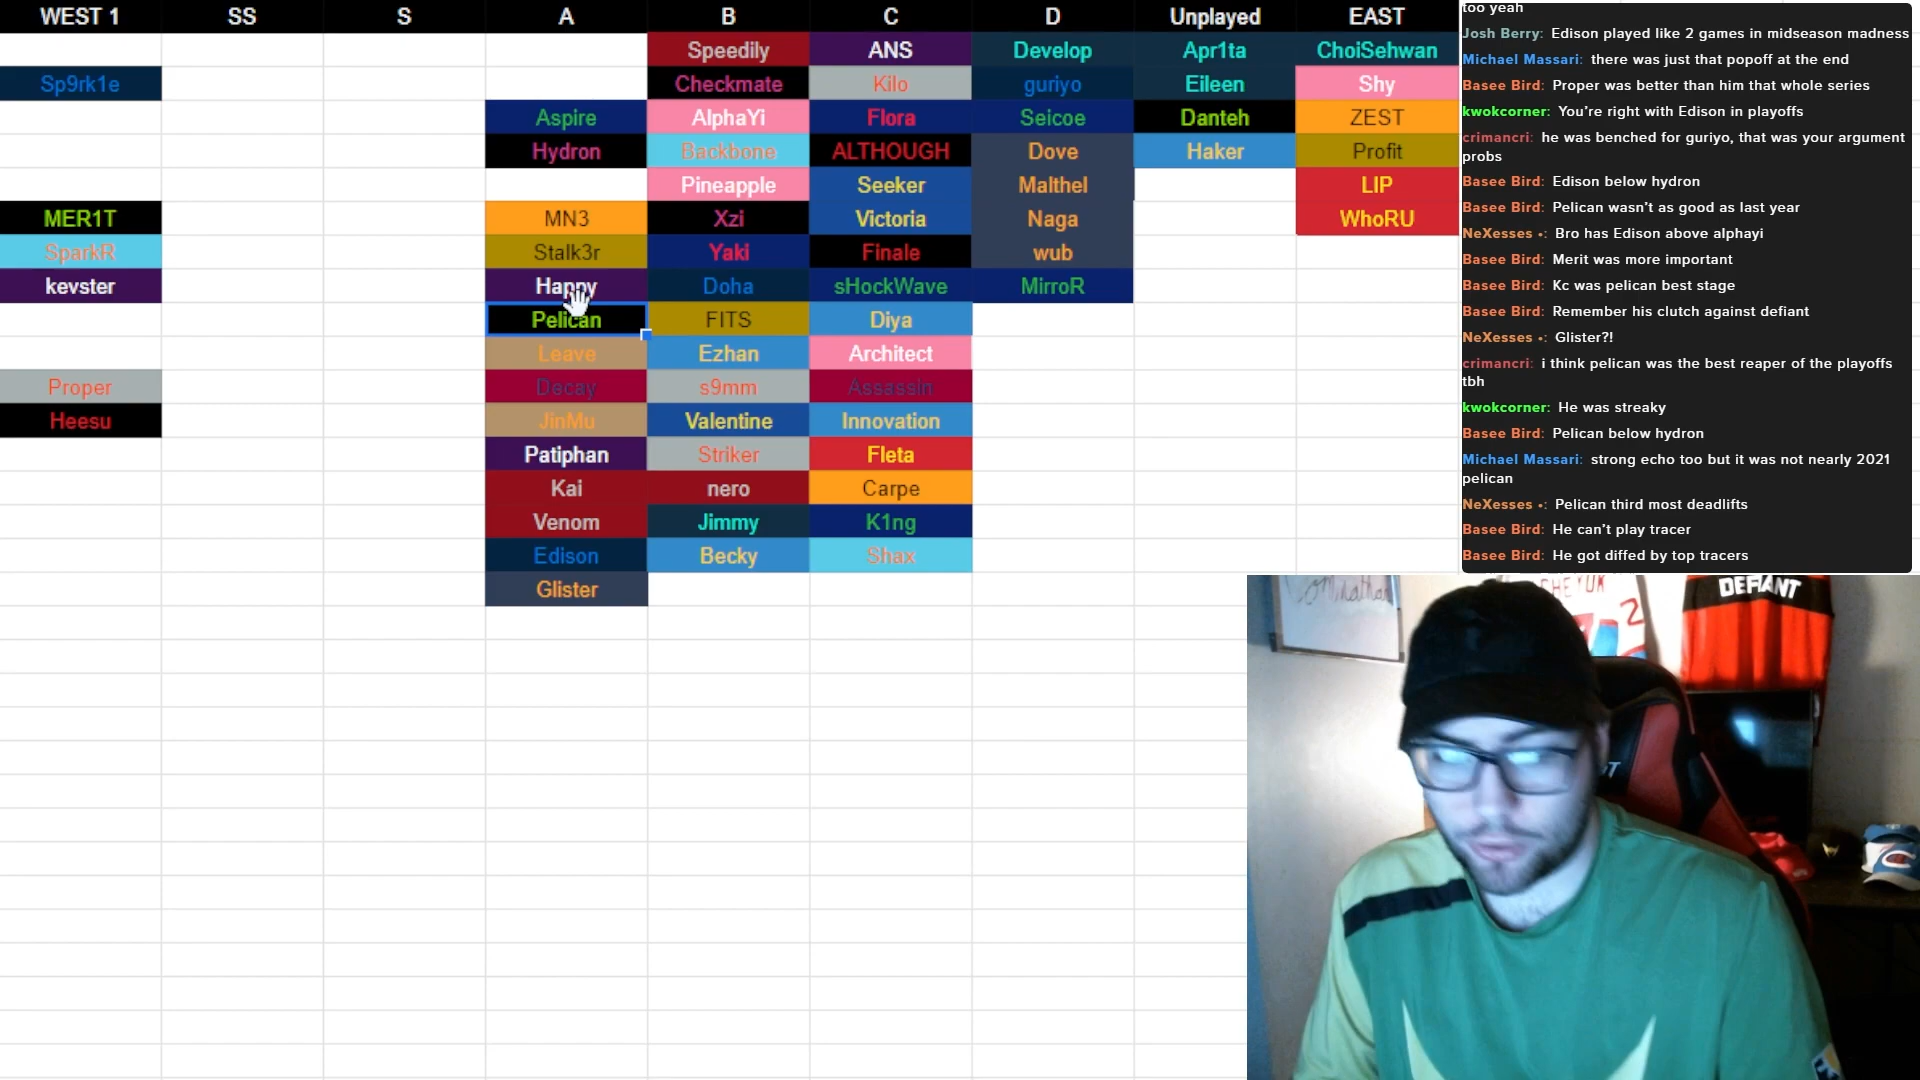 WEST 1 SS S A B C D Unplayed EAST
Speedily ANS Develop Apr1ta ChoiSehwan
Sp9rk1e Checkmate Kilo guriyo Eileen Shy
Aspire AlphaYi Flora Seicoe Danteh ZEST
Hydron Backbone ALTHOUGH Dove Haker Profit
Pineapple Seeker Malthel LIP
MER1T MN3 Xzi Victoria Naga WhoRU
SparkR Stalk3r Yaki Finale wub
kevster Happy Doha sHockWave MirroR
Pelican FITS Diya
Leave Ezhan Architect
Proper Decay s9mm Assassin
Heesu JinMu Valentine Innovation
Patiphan Striker Fleta
Kai nero Carpe
Venom Jimmy K1ng
Edison Becky Shax
Glister
too yeah
Josh Berry: Edison played like 2 games in midseason madness
Michael Massari: there was just that popoff at the end
Basee Bird: Proper was better than him that whole series
kwokcorner: You're right with Edison in playoffs
crimancri: he was benched for guriyo, that was your argument
probs
Basee Bird: Edison below hydron
Basee Bird: Pelican wasn't as good as last year
NeXesses •: Bro has Edison above alphayi
Basee Bird: Merit was more important
Basee Bird: Kc was pelican best stage
Basee Bird: Remember his clutch against defiant
NeXesses •: Glister?!
crimancri: i think pelican was the best reaper of the playoffs
tbh
kwokcorner: He was streaky
Basee Bird: Pelican below hydron
Michael Massari: strong echo too but it was not nearly 2021
pelican
NeXesses •: Pelican third most deadlifts
Basee Bird: He can't play tracer
Basee Bird: He got diffed by top tracers
DEFIANT